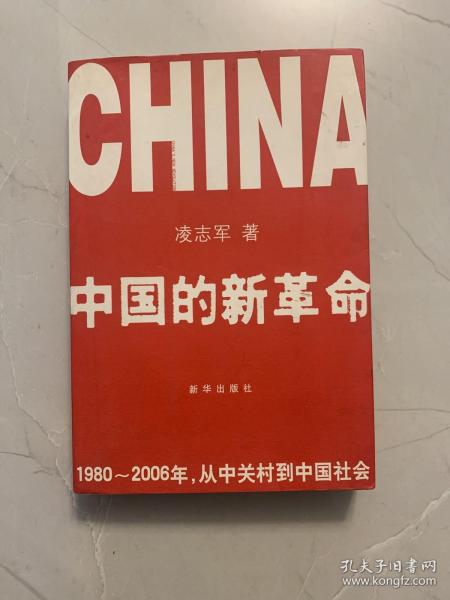 CHINA
凌志军 著
中国的新革命
新华出版社
1980～2006年，从中关村到中国社会
孔夫子旧书网
www.kongfz.com